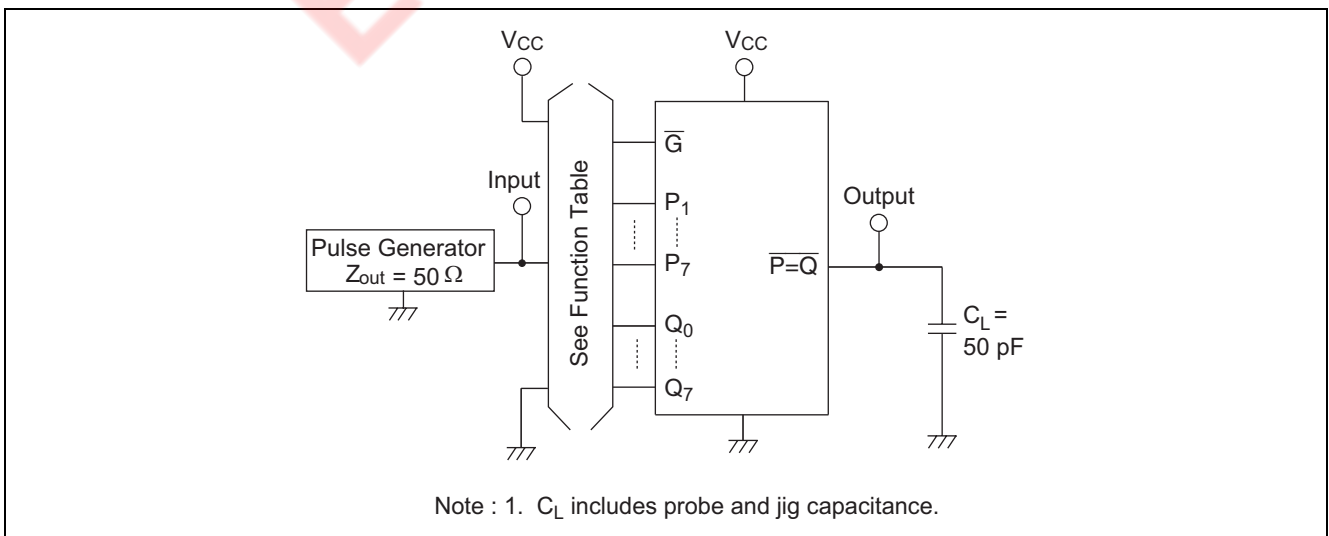 VCC
VCC
See Function Table
G̅
Input
P1
Output
Pulse Generator
Zout = 50 Ω
P7
P̅=̅Q̅
Q0
CL =
50 pF
Q7
Note : 1. CL includes probe and jig capacitance.